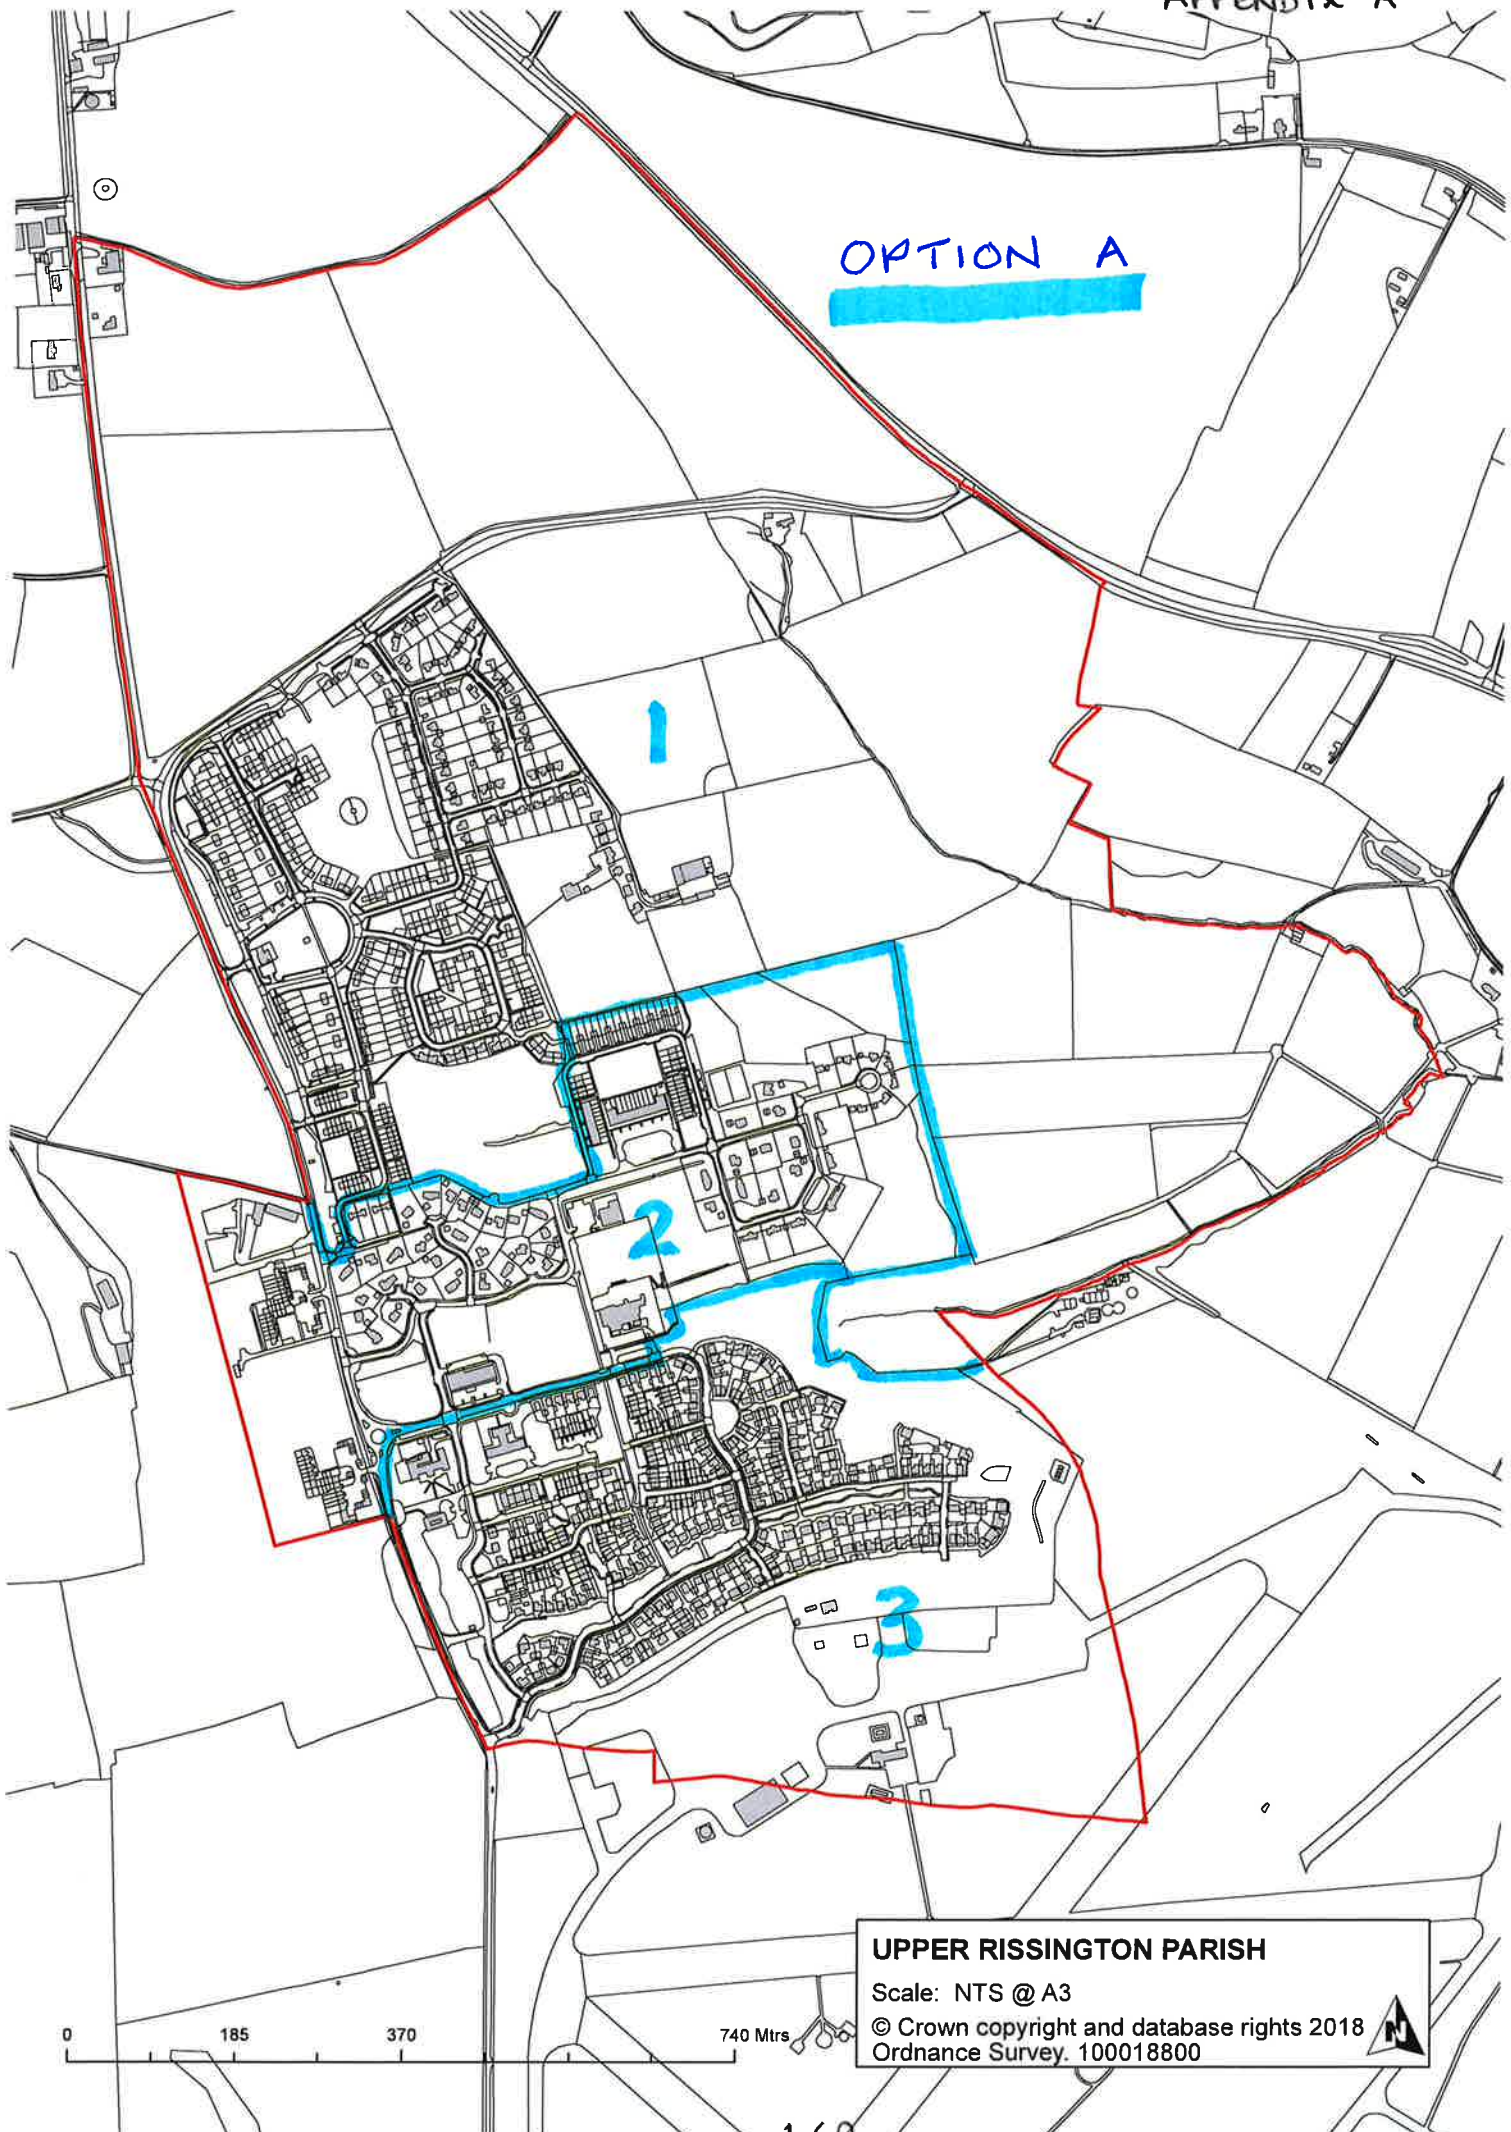 APPENDIX A
OPTION A
1
2
3
UPPER RISSINGTON PARISH
Scale: NTS @ A3
© Crown copyright and database rights 2018
Ordnance Survey. 100018800
N
0 185 370 740 Mtrs